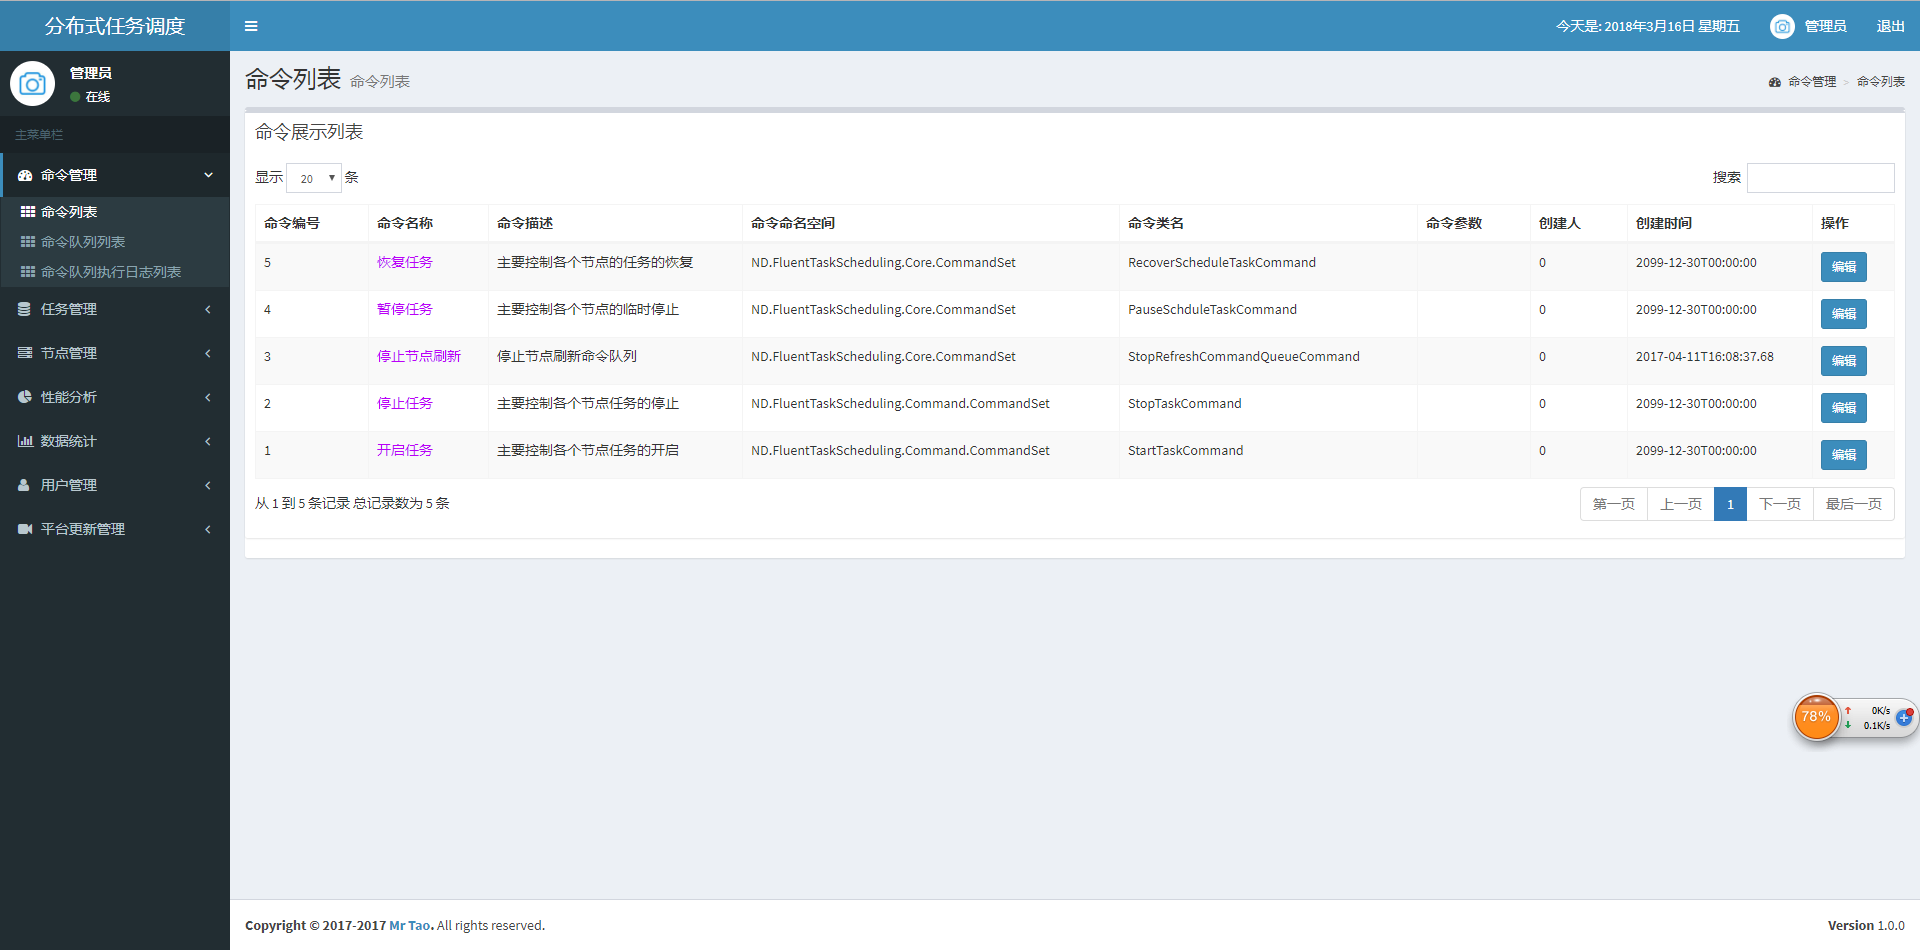 分布式任务调度
今天是: 2018年3月16日 星期五 管理员 退出
管理员
在线
主菜单栏
命令管理
命令列表
命令队列列表
命令队列执行日志列表
任务管理
节点管理
性能分析
数据统计
用户管理
平台更新管理
命令列表 命令列表
命令管理 > 命令列表
命令展示列表
显示 20 条
搜索
命令编号 命令名称 命令描述 命令命名空间 命令类名 命令参数 创建人 创建时间 操作
5 恢复任务 主要控制各个节点的任务的恢复 ND.FluentTaskScheduling.Core.CommandSet RecoverScheduleTaskCommand 0 2099-12-30T00:00:00 编辑
4 暂停任务 主要控制各个节点的临时停止 ND.FluentTaskScheduling.Core.CommandSet PauseSchduleTaskCommand 0 2099-12-30T00:00:00 编辑
3 停止节点刷新 停止节点刷新命令队列 ND.FluentTaskScheduling.Core.CommandSet StopRefreshCommandQueueCommand 0 2017-04-11T16:08:37.68 编辑
2 停止任务 主要控制各个节点任务的停止 ND.FluentTaskScheduling.Command.CommandSet StopTaskCommand 0 2099-12-30T00:00:00 编辑
1 开启任务 主要控制各个节点任务的开启 ND.FluentTaskScheduling.Command.CommandSet StartTaskCommand 0 2099-12-30T00:00:00 编辑
从 1 到 5 条记录 总记录数为 5 条
第一页 上一页 1 下一页 最后一页
78%
0K/s
0.1K/s
Copyright © 2017-2017 Mr Tao. All rights reserved.
Version 1.0.0